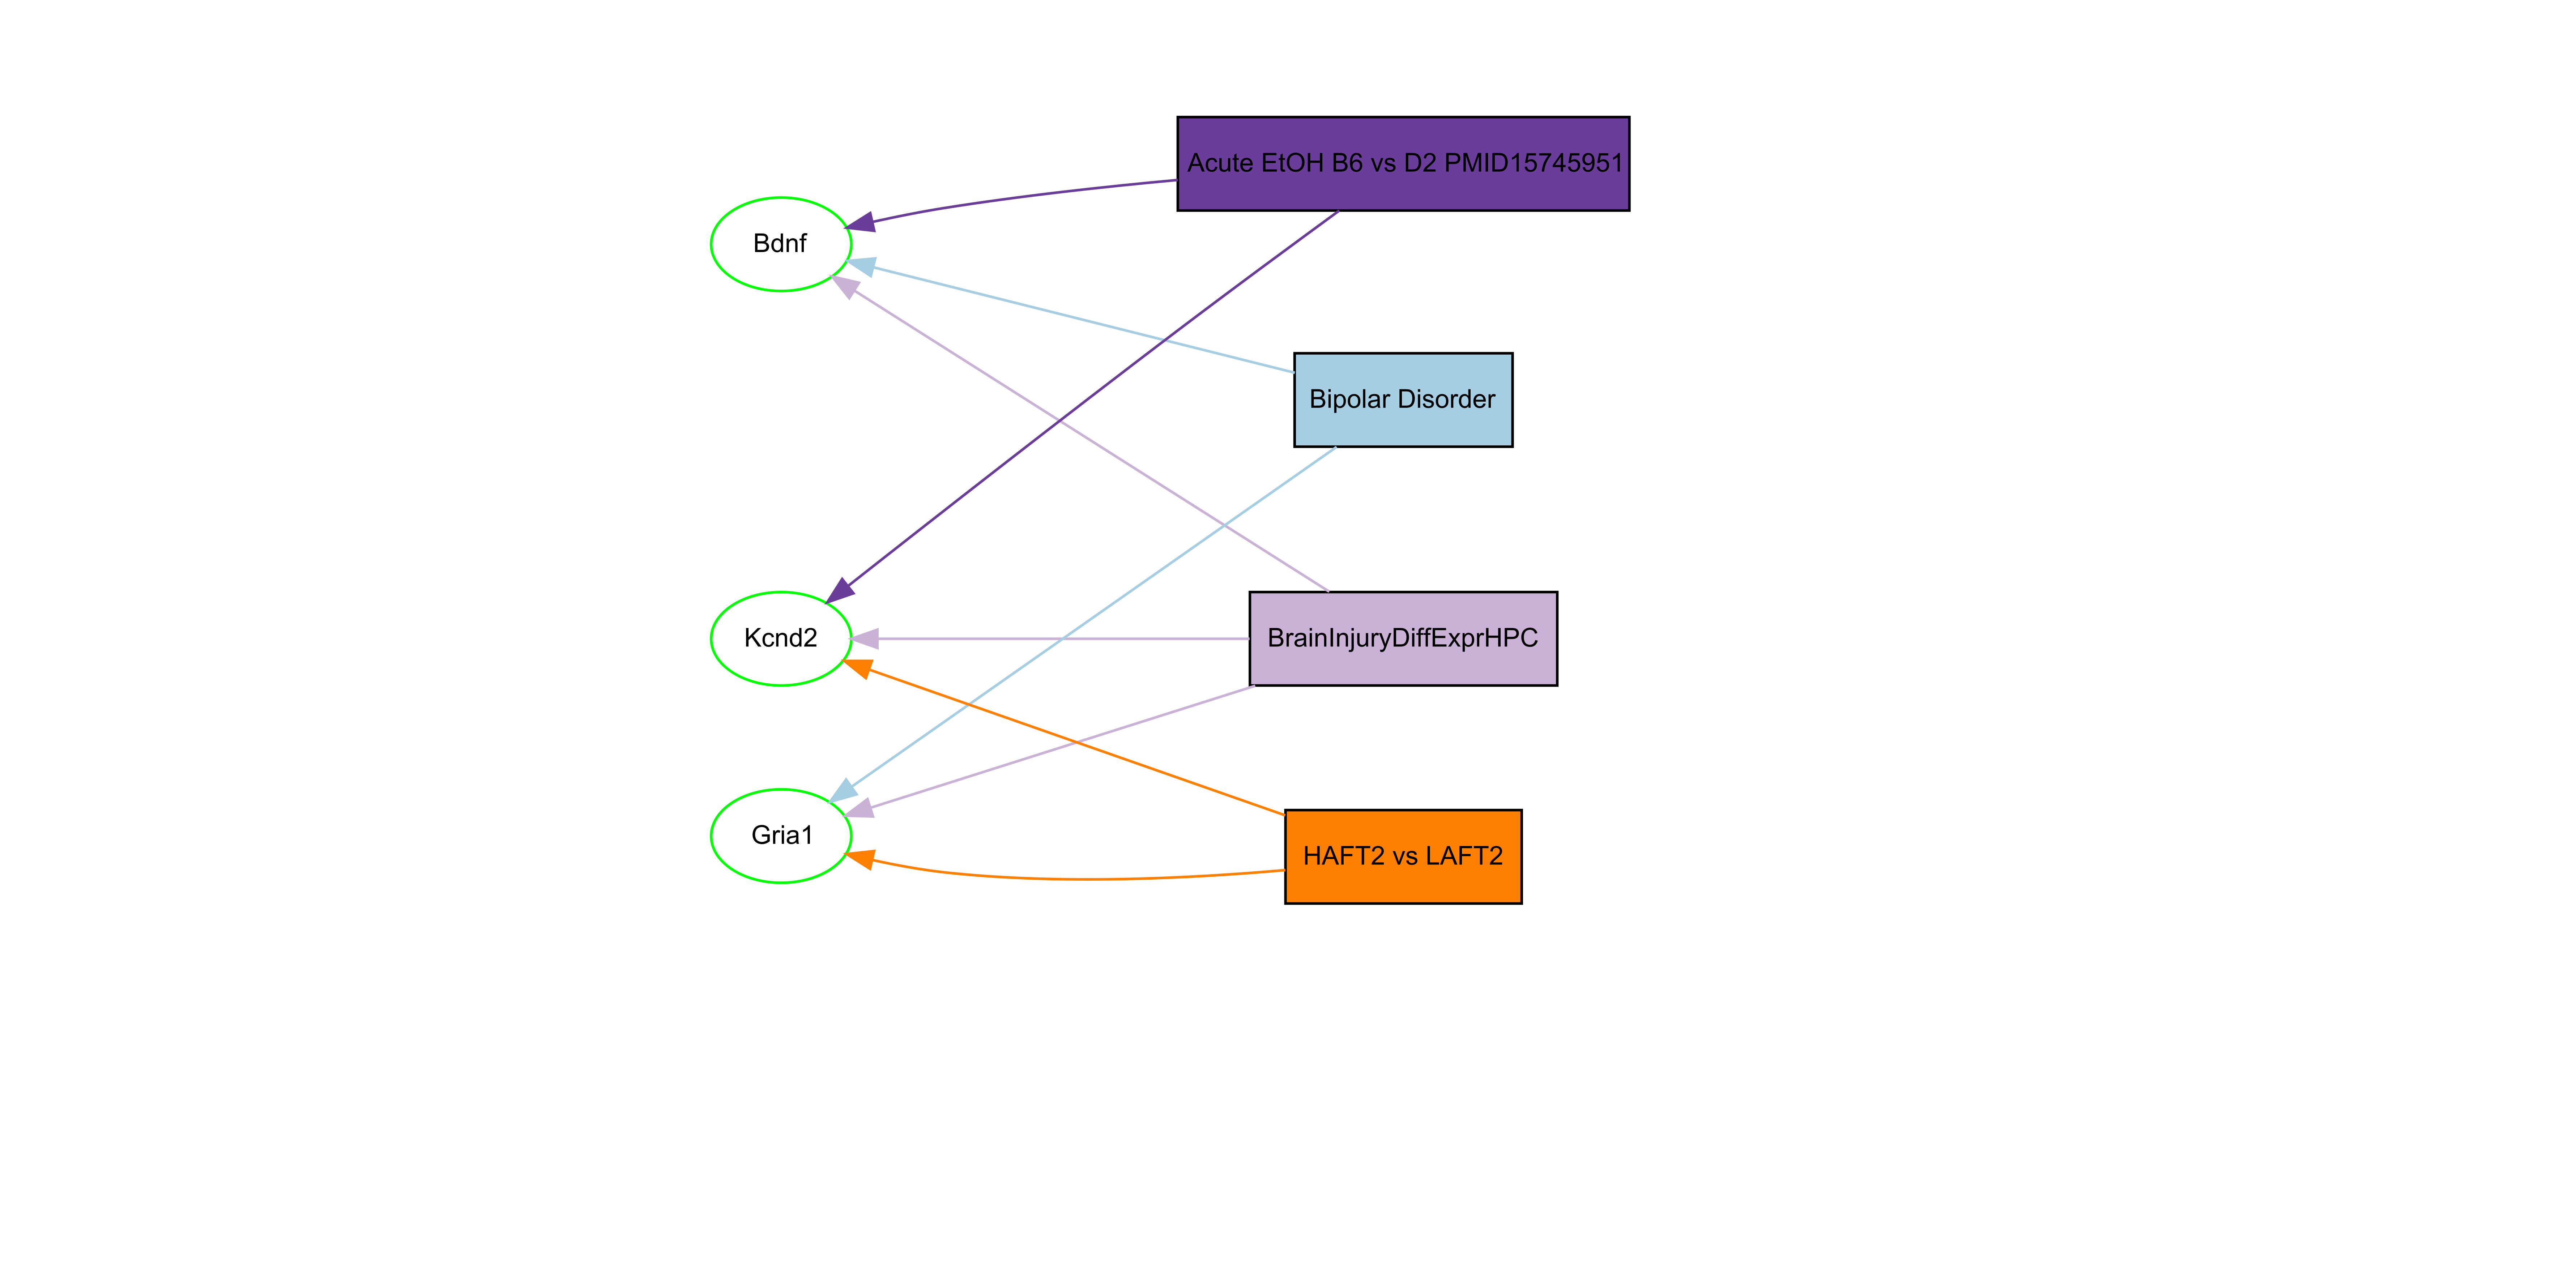 Acute EtOH B6 vs D2 PMID15745951
Bdnf
Bipolar Disorder
Kcnd2
BrainInjuryDiffExprHPC
Gria1
HAFT2 vs LAFT2